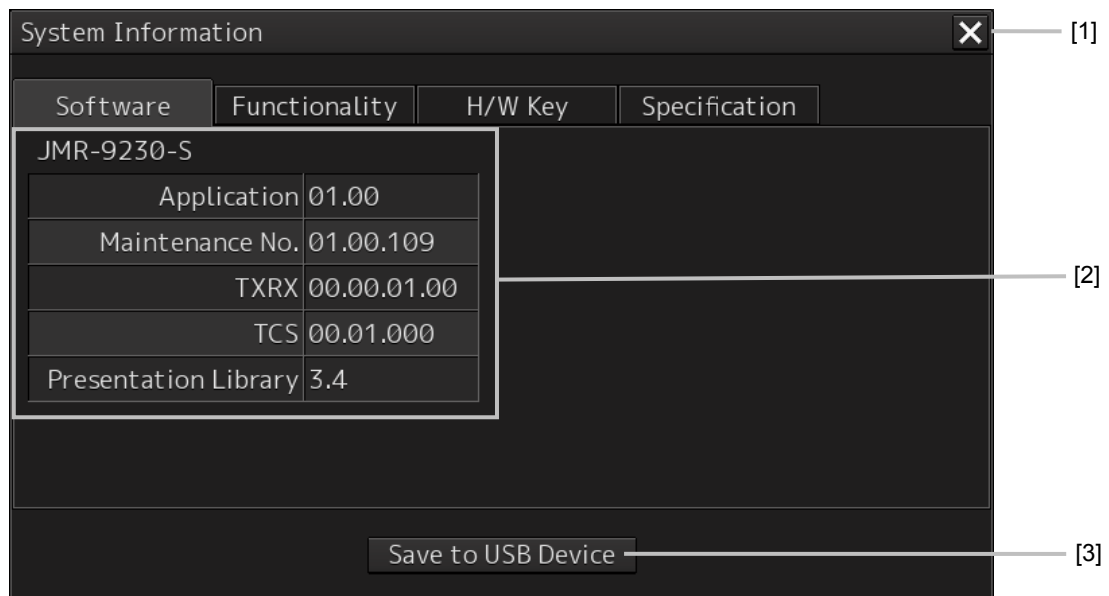 System Information [1]
Software Functionality H/W Key Specification
JMR-9230-S
Application 01.00
Maintenance No. 01.00.109
TXRX 00.00.01.00 [2]
TCS 00.01.000
Presentation Library 3.4
Save to USB Device [3]